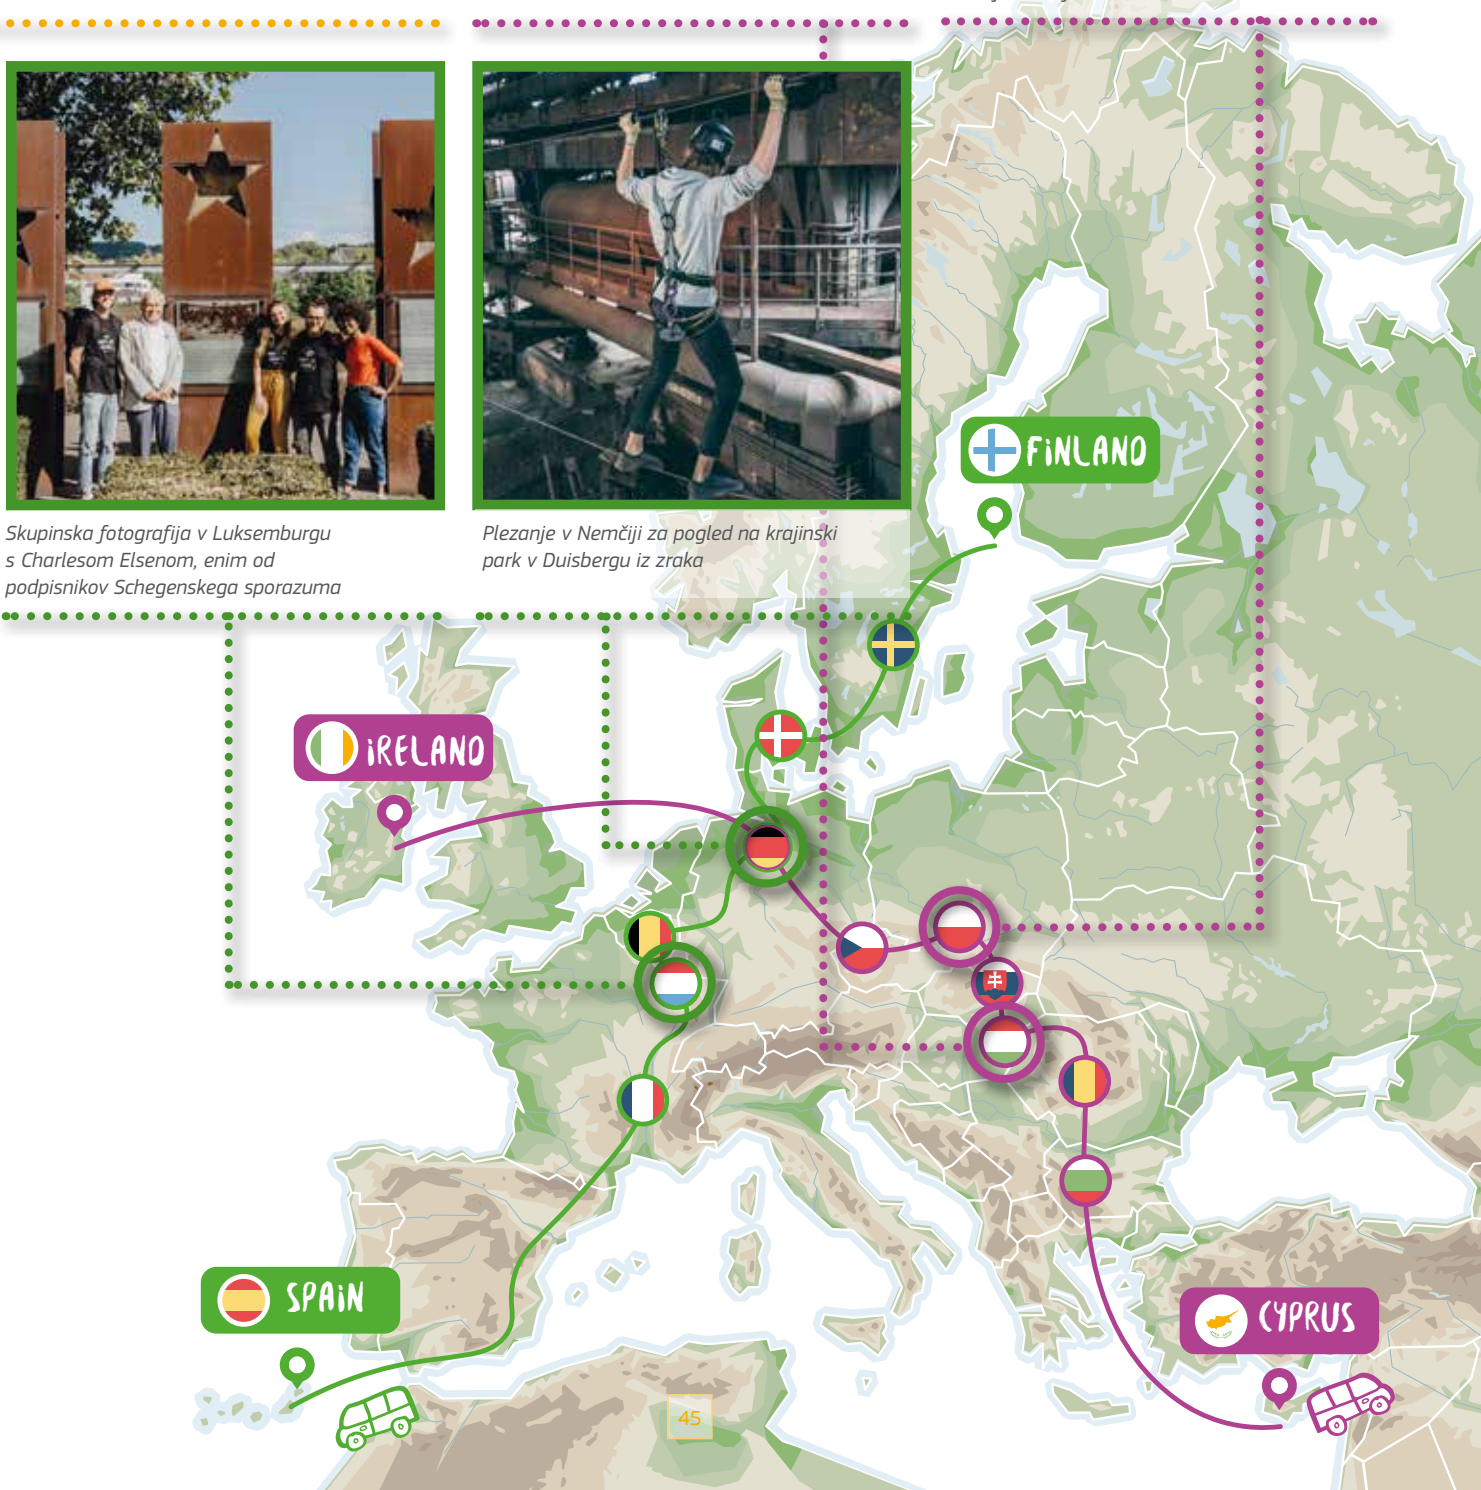 Skupinska fotografija v Luksemburgu
s Charlesom Elsenom, enim od
podpisnikov Schegenskega sporazuma
Plezanje v Nemčiji za pogled na krajinski
park v Duisbergu iz zraka
FiNLAND
iRELAND
SPAiN
CYPRUS
45